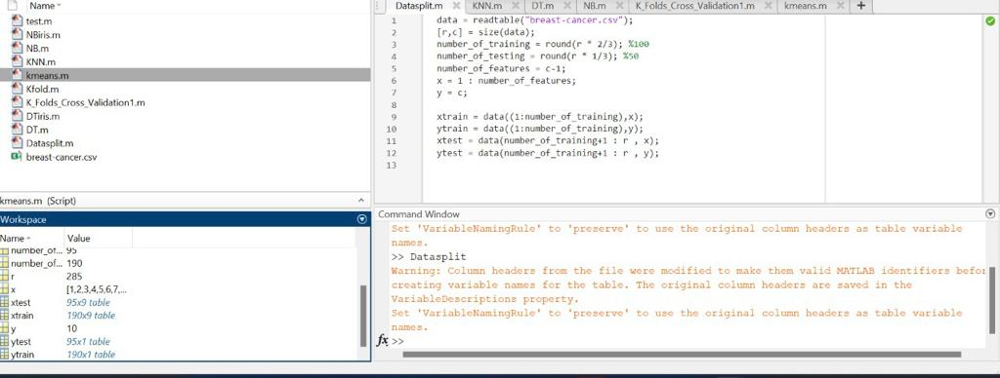 Name
test.m
NBiris.m
NB.m
KNN.m
kmeans.m
Kfold.m
K_Folds_Cross_Validation1.m
DTiris.m
DT.m
Datasplit.m
breast-cancer.csv
kmeans.m (Script)
Workspace
Name Value
number_of... 95
number_of... 190
r 285
x [1,2,3,4,5,6,7,...
xtest 95x9 table
xtrain 190x9 table
y 10
ytest 95x1 table
ytrain 190x1 table
Datasplit.m KNN.m DT.m NB.m K_Folds_Cross_Validation1.m kmeans.m +
1 data = readtable("breast-cancer.csv");
2 [r,c] = size(data);
3 number_of_training = round(r * 2/3); %100
4 number_of_testing = round(r * 1/3); %50
5 number_of_features = c-1;
6 x = 1 : number_of_features;
7 y = c;
8
9 xtrain = data((1:number_of_training),x);
10 ytrain = data((1:number_of_training),y);
11 xtest = data(number_of_training+1 : r , x);
12 ytest = data(number_of_training+1 : r , y);
13
Command Window
Set 'VariableNamingRule' to 'preserve' to use the original column headers as table variable
names.
>> Datasplit
Warning: Column headers from the file were modified to make them valid MATLAB identifiers befor
creating variable names for the table. The original column headers are saved in the
VariableDescriptions property.
Set 'VariableNamingRule' to 'preserve' to use the original column headers as table variable
names.
fx >>